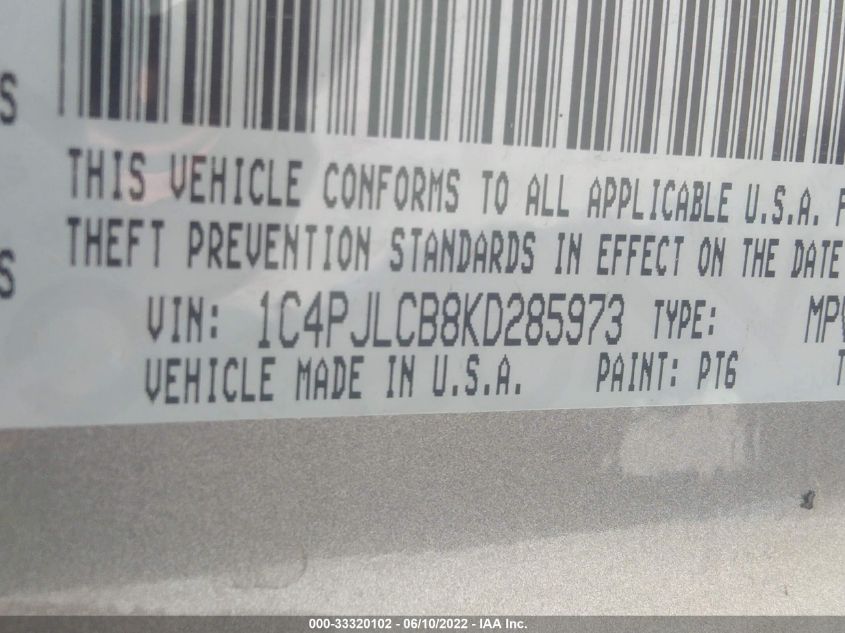 S
THIS VEHICLE CONFORMS TO ALL APPLICABLE U.S.A. F
S
THEFT PREVENTION STANDARDS IN EFFECT ON THE DATE
VIN: 1C4PJLCB8KD285973 TYPE: MPV
VEHICLE MADE IN U.S.A. PAINT: PT6 T
000-33320102 - 06/10/2022 - IAA Inc.